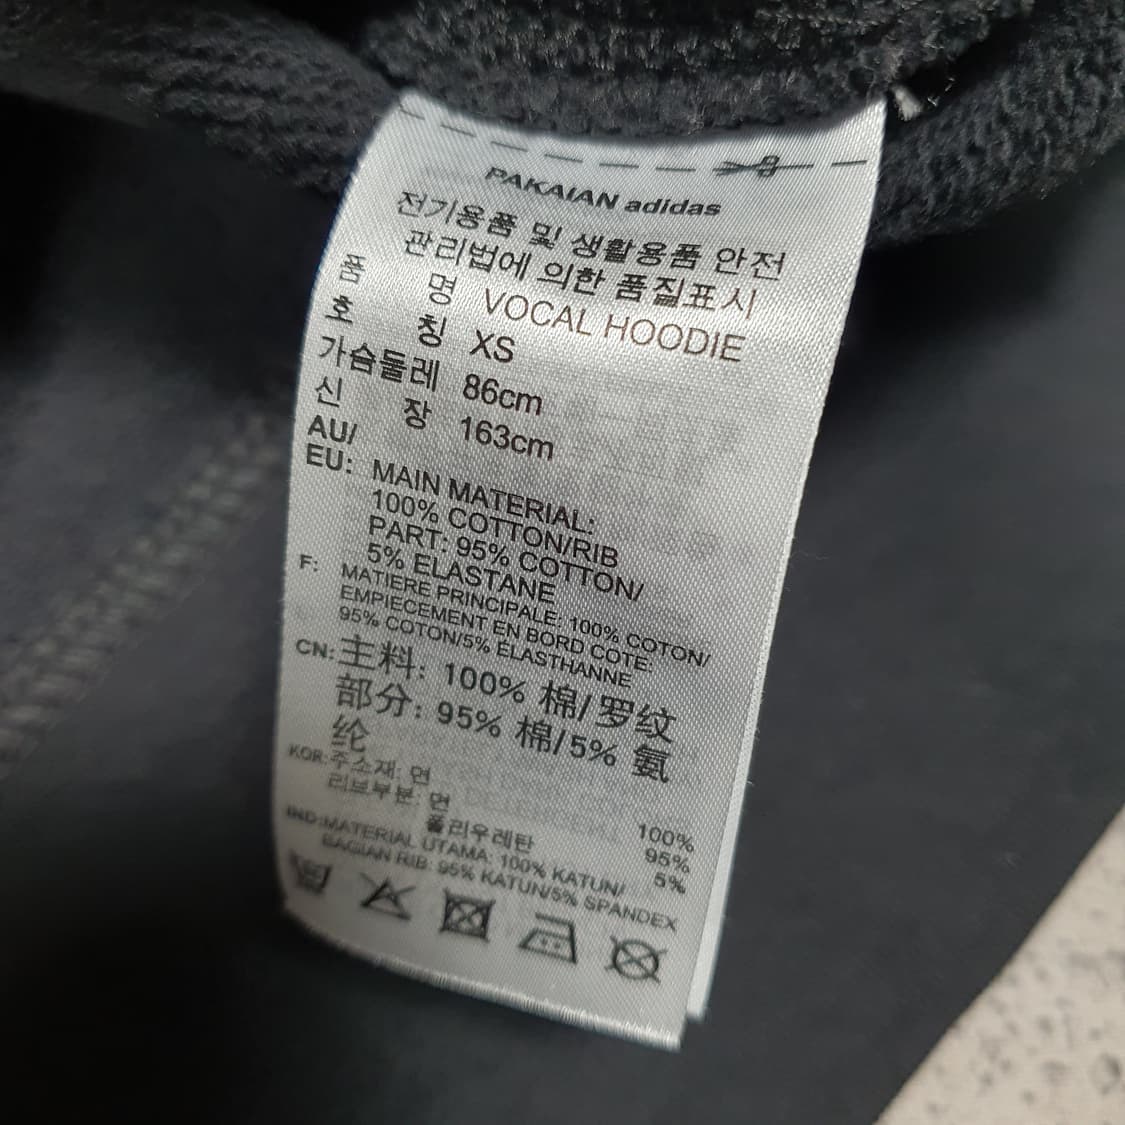 PAKAIAN adidas
전기용품 및 생활용품 안전
관리법에 의한 품질표시
품 명 VOCAL HOODIE
호 칭 XS
가슴둘레 86cm
신 장 163cm
AU/
EU: MAIN MATERIAL:
100% COTTON/RIB
PART: 95% COTTON/
5% ELASTANE
F: MATIERE PRINCIPALE: 100% COTON/
EMPIECEMENT EN BORD COTE:
95% COTON/5% ELASTHANNE
CN:主料: 100% 棉/罗纹
部分: 95% 棉/5% 氨
纶
KOR:주소재: 면 100%
리브부분: 면 95%
폴리우레탄 5%
IND:MATERIAL UTAMA: 100% KATUN/
BAGIAN RIB: 95% KATUN/5% SPANDEX